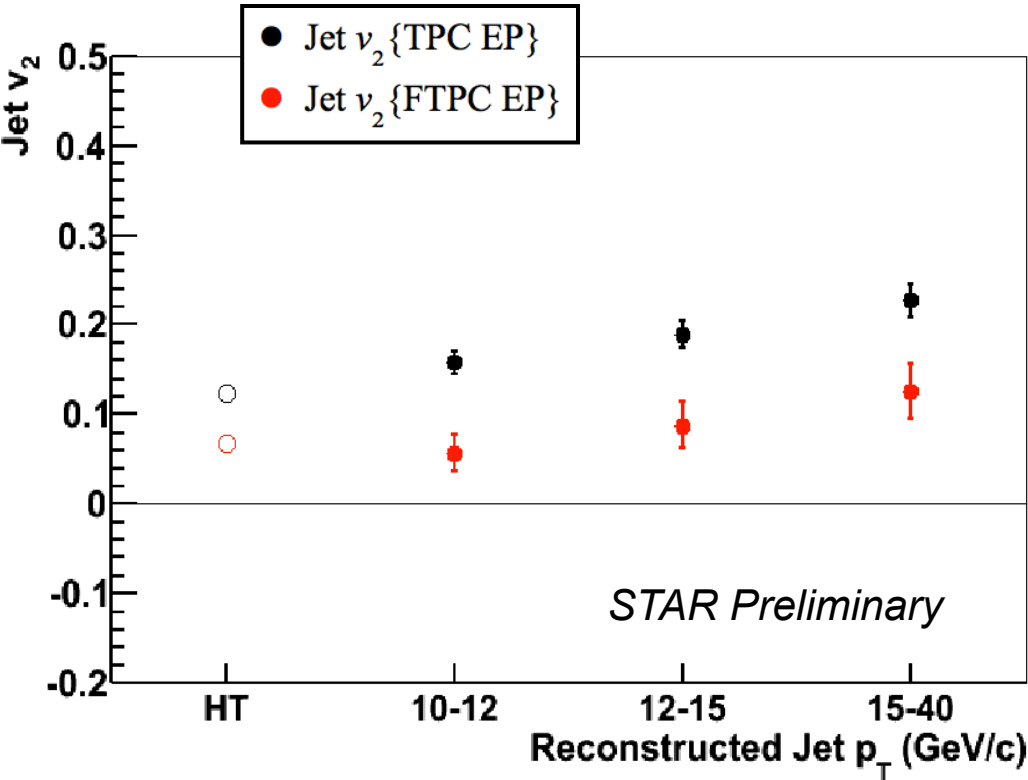 Jet v2{TPC EP}
Jet v2{FTPC EP}
Jet v2
0.5
0.4
0.3
0.2
0.1
0
-0.1
-0.2
STAR Preliminary
HT 10-12 12-15 15-40
Reconstructed Jet pT (GeV/c)